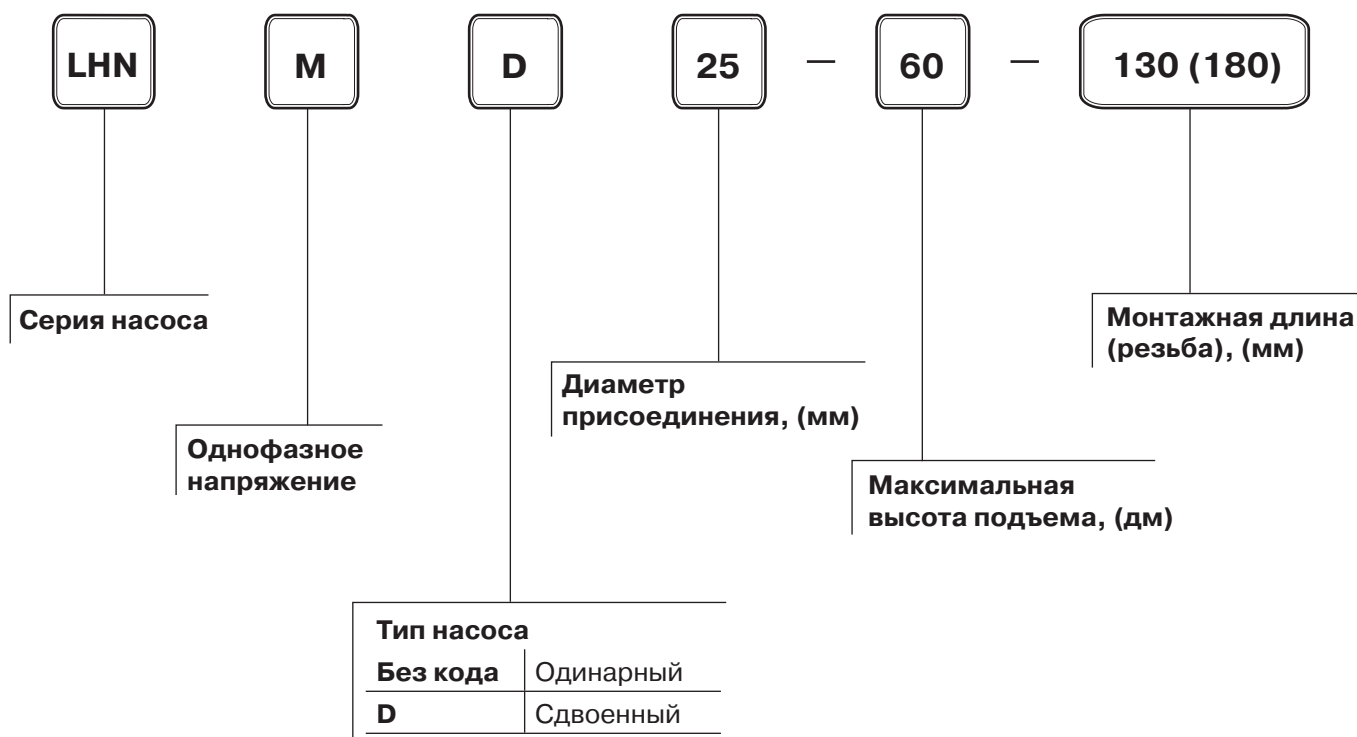 LHN M D 25 — 60 — 130 (180)
Серия насоса
Монтажная длина
(резьба), (мм)
Диаметр
присоединения, (мм)
Однофазное
напряжение
Максимальная
высота подъема, (дм)
Тип насоса
Без кода Одинарный
D Сдвоенный